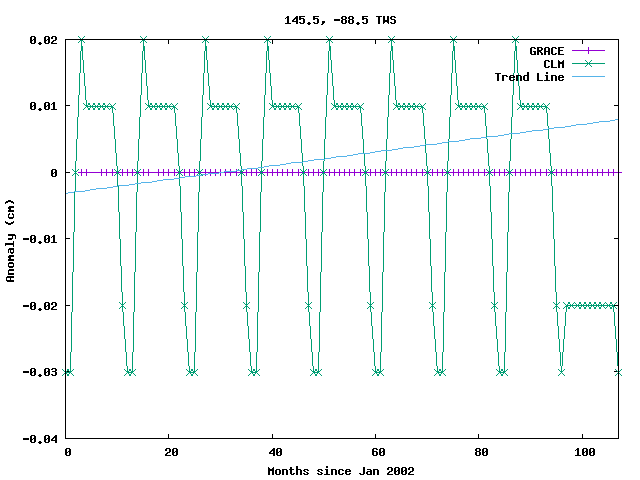 145.5, -88.5 TWS
GRACE
CLM
Trend Line
0.02
0.01
0
-0.01
-0.02
-0.03
-0.04
Anomaly (cm)
0 20 40 60 80 100
Months since Jan 2002